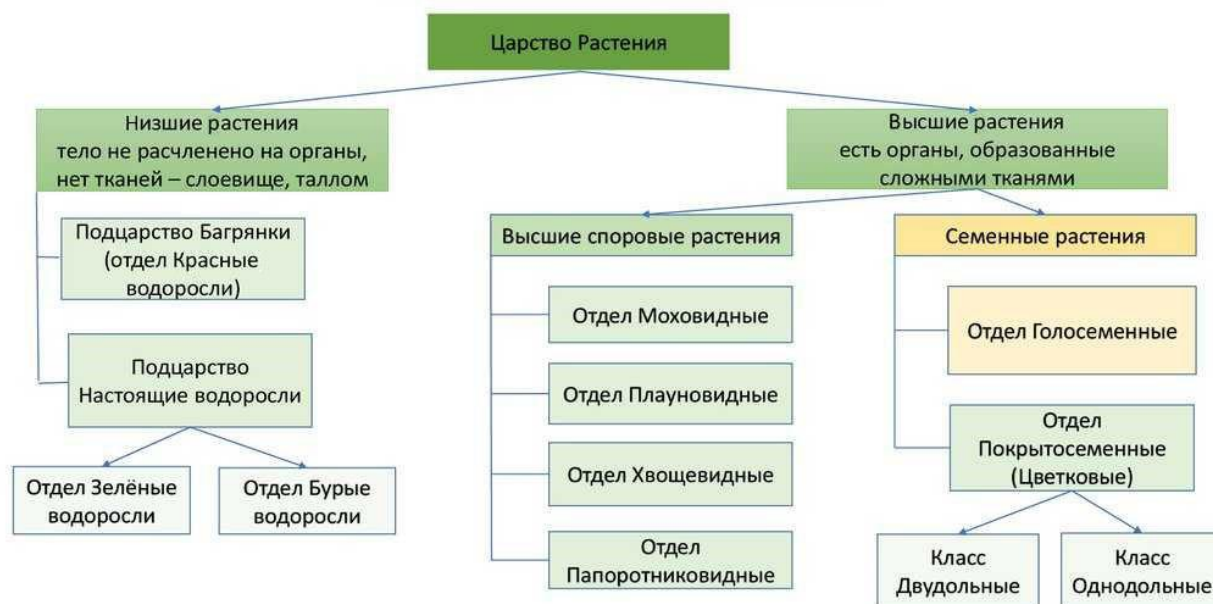 Царство Растения
Низшие растения
тело не расчленено на органы,
нет тканей – слоевище, таллом
Подцарство Багрянки
(отдел Красные
водоросли)
Подцарство
Настоящие водоросли
Отдел Зелёные
водоросли
Отдел Бурые
водоросли
Высшие растения
есть органы, образованные
сложными тканями
Высшие споровые растения
Отдел Моховидные
Отдел Плауновидные
Отдел Хвощевидные
Отдел
Папоротниковидные
Семенные растения
Отдел Голосеменные
Отдел
Покрытосеменные
(Цветковые)
Класс
Двудольные
Класс
Однодольные